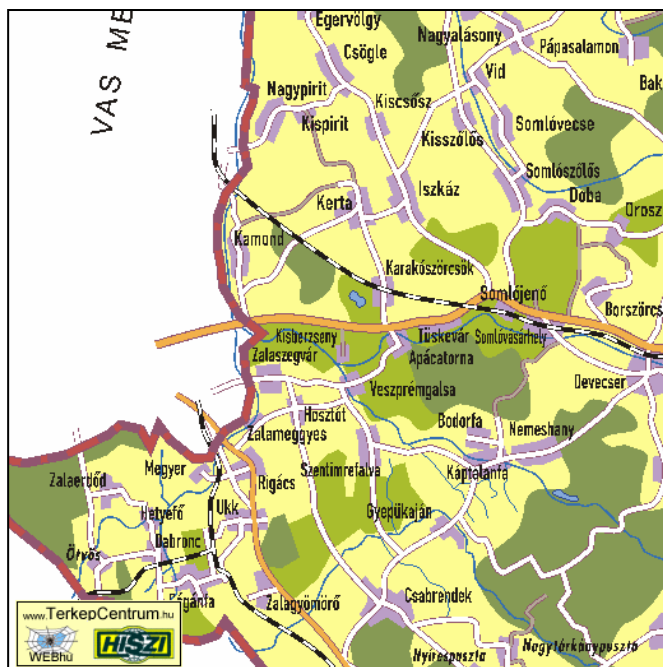 VAS ME
Egervölgy
Nagyalásony
Pápasalamon
Csögle
Vid
Bak
Nagypirit
Kiscsősz
Kispirit
Kisszőlős
Somlóvecse
Somlószőlős
Iszkáz
Doba
Kerta
Orosz
Kamond
Karakószörcsök
Somlójenő
Borszörcs
Kisberzseny
Tüskevár
Somlóvásárhely
Zalaszegvár
Apácatorna
Veszprémgalsa
Devecser
Hosztót
Bodorfa
Zalameggyes
Nemeshany
Megyer
Szentimrefalva
Káptalanfa
Zalaerdőd
Rigács
Hetyefő
Ukk
Gyepükaján
Dabronc
Ötvös
Gógánfa
Zalagyömörő
Csabrendek
Nyirespuszta
Nagytárkánypuszta
www.TerkepCentrum.hu
WEBhu
HISZI